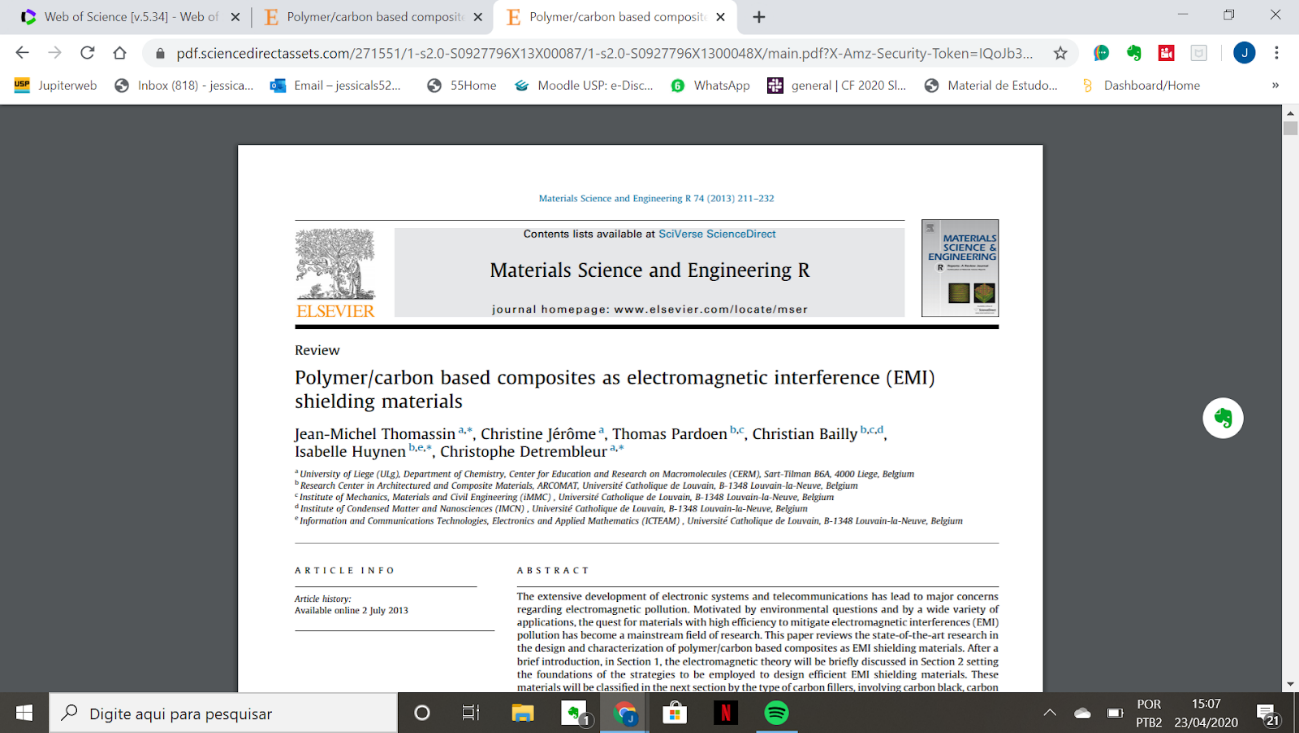 Web of Science [v.5.34] - Web of
Polymer/carbon based composite
Polymer/carbon based composite
pdf.sciencedirectassets.com/271551/1-s2.0-S0927796X13X00087/1-s2.0-S0927796X1300048X/main.pdf?X-Amz-Security-Token=IQoJb3...
J
USP Jupiterweb
Inbox (818) - jessica...
Email – jessicals52...
55Home
Moodle USP: e-Disc...
6 WhatsApp
general | CF 2020 Sl...
Material de Estudo...
Dashboard/Home
»
Materials Science and Engineering R 74 (2013) 211–232
Contents lists available at SciVerse ScienceDirect
Materials Science and Engineering R
journal homepage: www.elsevier.com/locate/mser
ELSEVIER
MATERIALS
SCIENCE &
ENGINEERING
R
Review
Polymer/carbon based composites as electromagnetic interference (EMI)
shielding materials
Jean-Michel Thomassin a,*, Christine Jérôme a, Thomas Pardoen b,c, Christian Bailly b,c,d,
Isabelle Huynen b,e,*, Christophe Detrembleur a,*
a University of Liege (ULg), Department of Chemistry, Center for Education and Research on Macromolecules (CERM), Sart-Tilman B6A, 4000 Liege, Belgium
b Research Center in Architectured and Composite Materials, ARCOMAT, Université Catholique de Louvain, B-1348 Louvain-la-Neuve, Belgium
c Institute of Mechanics, Materials and Civil Engineering (iMMC) , Université Catholique de Louvain, B-1348 Louvain-la-Neuve, Belgium
d Institute of Condensed Matter and Nanosciences (IMCN) , Université Catholique de Louvain, B-1348 Louvain-la-Neuve, Belgium
e Information and Communications Technologies, Electronics and Applied Mathematics (ICTEAM) , Université Catholique de Louvain, B-1348 Louvain-la-Neuve, Belgium
ARTICLE INFO
Article history:
Available online 2 July 2013
ABSTRACT
The extensive development of electronic systems and telecommunications has lead to major concerns
regarding electromagnetic pollution. Motivated by environmental questions and by a wide variety of
applications, the quest for materials with high efficiency to mitigate electromagnetic interferences (EMI)
pollution has become a mainstream field of research. This paper reviews the state-of-the-art research in
the design and characterization of polymer/carbon based composites as EMI shielding materials. After a
brief introduction, in Section 1, the electromagnetic theory will be briefly discussed in Section 2 setting
the foundations of the strategies to be employed to design efficient EMI shielding materials. These
materials will be classified in the next section by the type of carbon fillers, involving carbon black, carbon
Digite aqui para pesquisar
1
J
N
POR
PTB2
15:07
23/04/2020
21